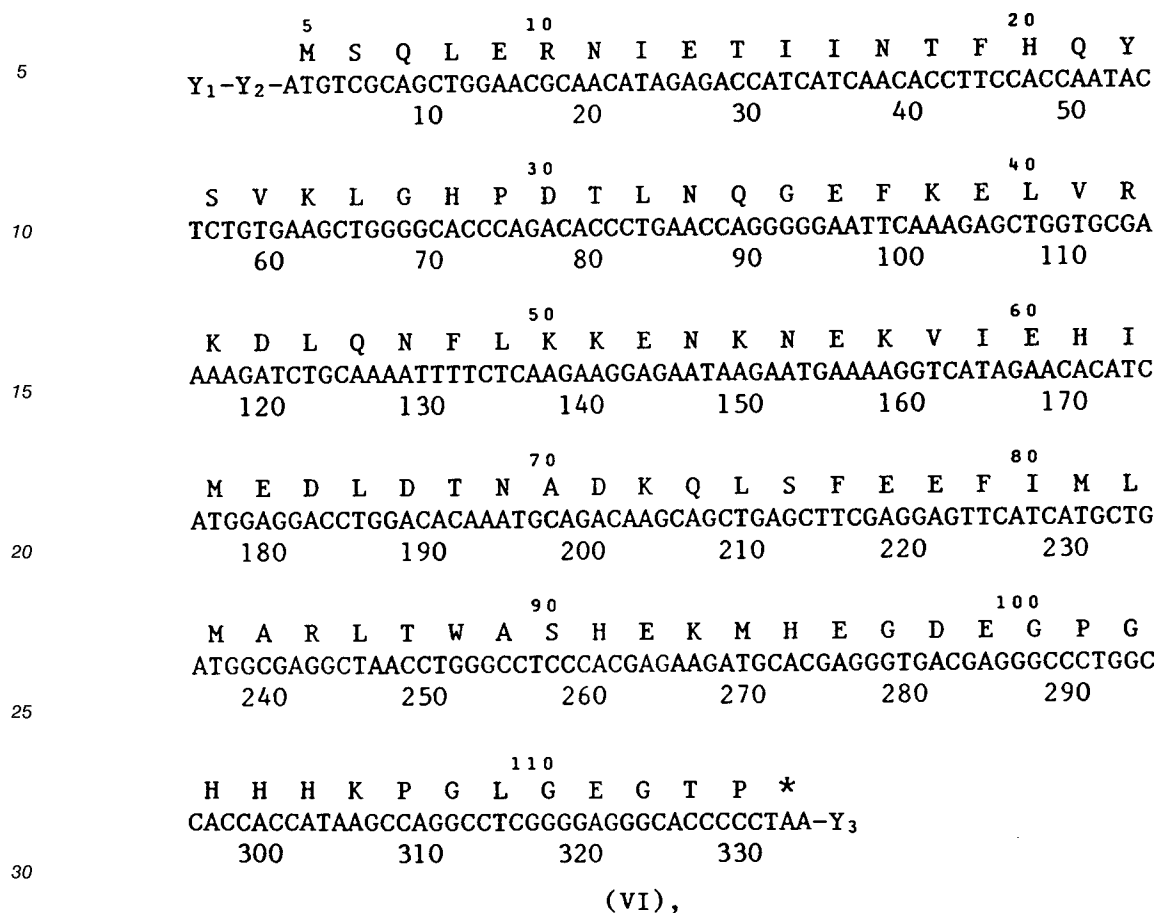 5 10 20
M S Q L E R N I E T I I N T F H Q Y
5
Y₁-Y₂-ATGTCGCAGCTGGAACGCAACATAGAGACCATCATCAACACCTTCCACCAATAC
10 20 30 40 50
30 40
S V K L G H P D T L N Q G E F K E L V R
10
TCTGTGAAGCTGGGGCACCCAGACACCCTGAACCAGGGGGAATTCAAAGAGCTGGTGCGA
60 70 80 90 100 110
50 60
K D L Q N F L K K E N K N E K V I E H I
15
AAAGATCTGCAAAATTTTCTCAAGAAGGAGAATAAGAATGAAAAGGTCATAGAACACATC
120 130 140 150 160 170
70 80
M E D L D T N A D K Q L S F E E F I M L
ATGGAGGACCTGGACACAAATGCAGACAAGCAGCTGAGCTTCGAGGAGTTCATCATGCTG
20
180 190 200 210 220 230
90 100
M A R L T W A S H E K M H E G D E G P G
ATGGCGAGGCTAACCTGGGCCTCCCACGAGAAGATGCACGAGGGTGACGAGGGCCCTGGC
240 250 260 270 280 290
25
110
H H H K P G L G E G T P *
CACCACCATAAGCCAGGCCTCGGGGAGGGCACCCCCTAA-Y₃
300 310 320 330
30
(VI),